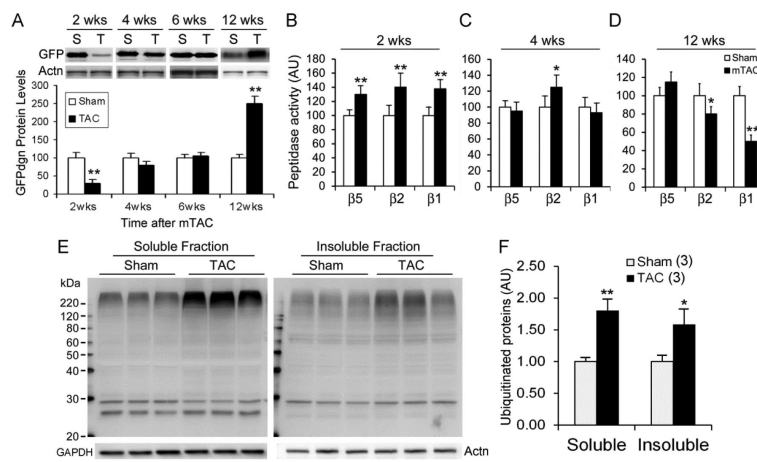 A
2 wks 4 wks 6 wks 12 wks
S T S T S T S T
GFP
Actn
GFPdgn Protein Levels
300
250
200
150
100
50
0
Sham
TAC
**
**
2wks 4wks 6wks 12wks
Time after mTAC
B
2 wks
Peptidase activty (AU)
180
160
140
120
100
80
60
40
20
0
** ** **
β5 β2 β1
C
4 wks
160
140
120
100
80
60
40
20
0
*
β5 β2 β1
D
12 wks
Sham
mTAC
140
120
100
80
60
40
20
0
*
**
β5 β2 β1
E
Soluble Fraction Insoluble Fraction
Sham TAC Sham TAC
kDa
220
120
80
60
50
40
30
20
GAPDH
Actn
F
Sham (3)
TAC (3)
Ubiquitinated proteins (AU)
2.50
2.00
1.50
1.00
0.50
0.00
**
*
Soluble Insoluble